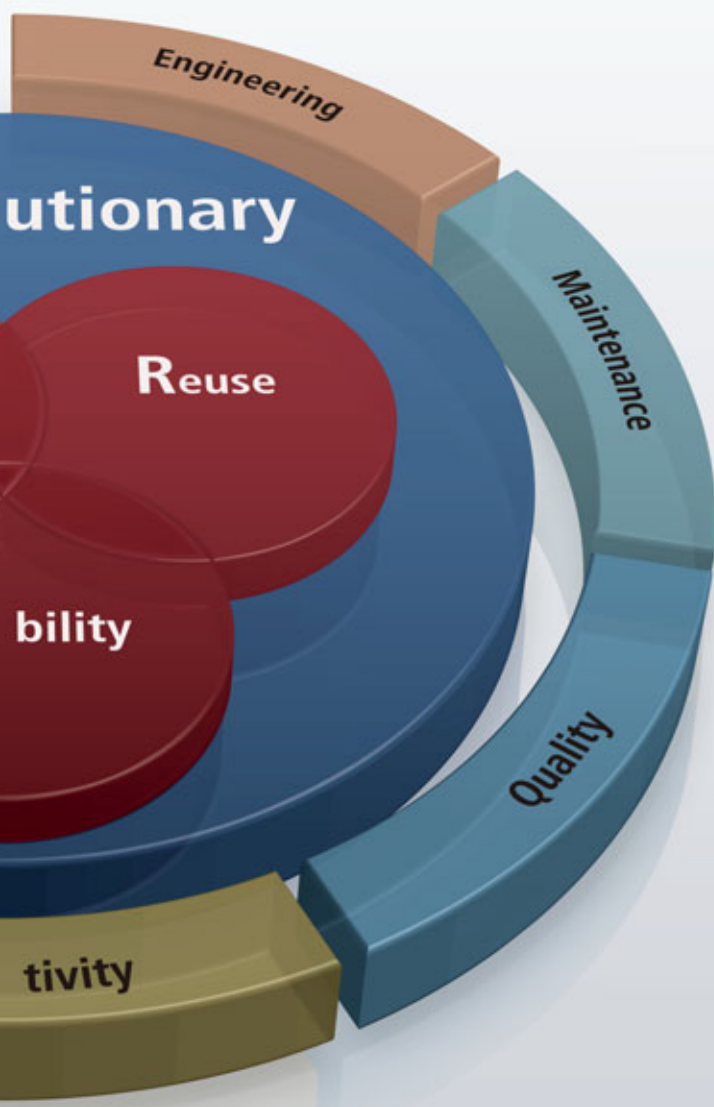 Engineering
utionary
Maintenance
Reuse
bility
Quality
tivity